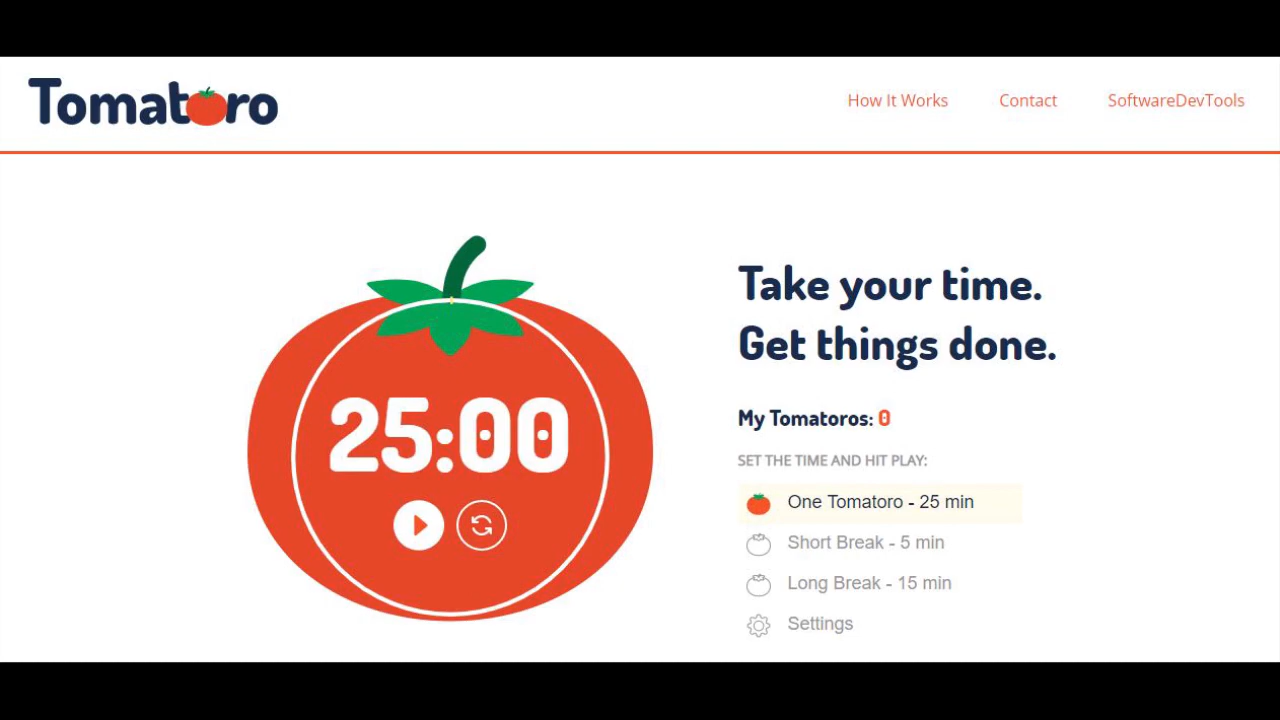 Tomatoro
How It Works
Contact
SoftwareDevTools
Take your time.
Get things done.
25:00
My Tomatoros: 0
SET THE TIME AND HIT PLAY:
One Tomatoro - 25 min
Short Break - 5 min
Long Break - 15 min
Settings